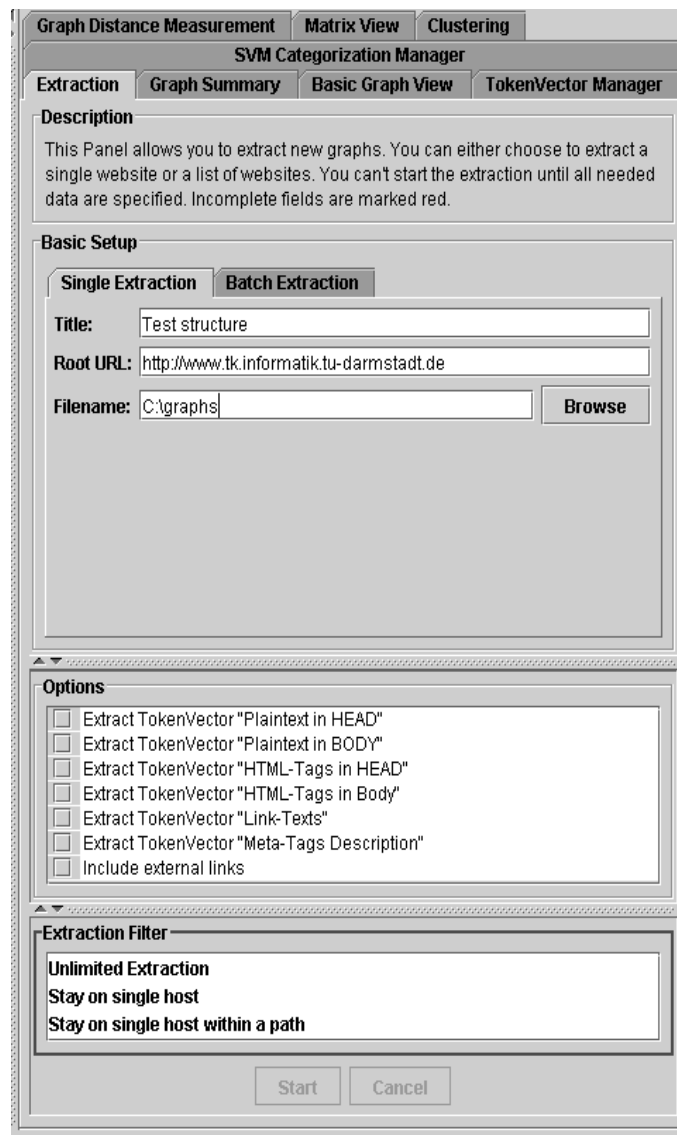 Graph Distance Measurement Matrix View Clustering
SVM Categorization Manager
Extraction Graph Summary Basic Graph View TokenVector Manager
Description
This Panel allows you to extract new graphs. You can either choose to extract a
single website or a list of websites. You can't start the extraction until all needed
data are specified. Incomplete fields are marked red.
Basic Setup
Single Extraction Batch Extraction
Title: Test structure
Root URL: http://www.tk.informatik.tu-darmstadt.de
Filename: C:\graphs Browse
Options
Extract TokenVector "Plaintext in HEAD"
Extract TokenVector "Plaintext in BODY"
Extract TokenVector "HTML-Tags in HEAD"
Extract TokenVector "HTML-Tags in Body"
Extract TokenVector "Link-Texts"
Extract TokenVector "Meta-Tags Description"
Include external links
Extraction Filter
Unlimited Extraction
Stay on single host
Stay on single host within a path
Start Cancel